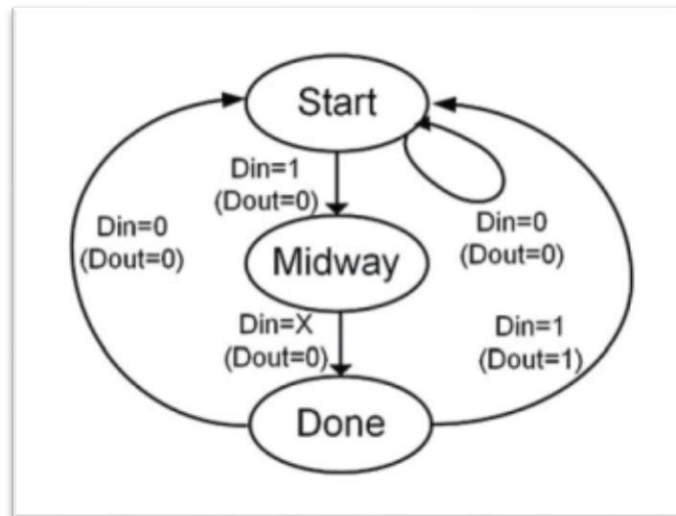 Start
Din=1
(Dout=0)
Din=0
(Dout=0)
Din=0
(Dout=0)
Midway
Din=X
(Dout=0)
Din=1
(Dout=1)
Done